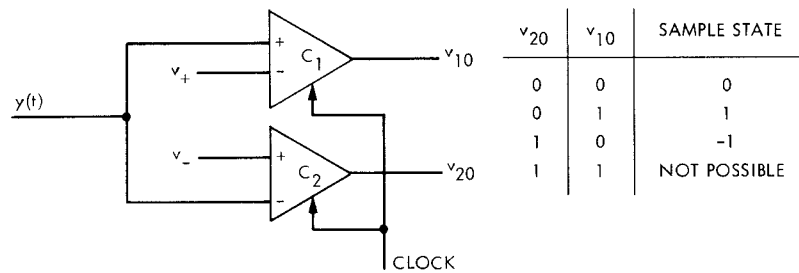 y(t)
+
v+
-
C1
v10
v-
+
-
C2
v20
CLOCK
v20 v10 SAMPLE STATE
0 0 0
0 1 1
1 0 -1
1 1 NOT POSSIBLE